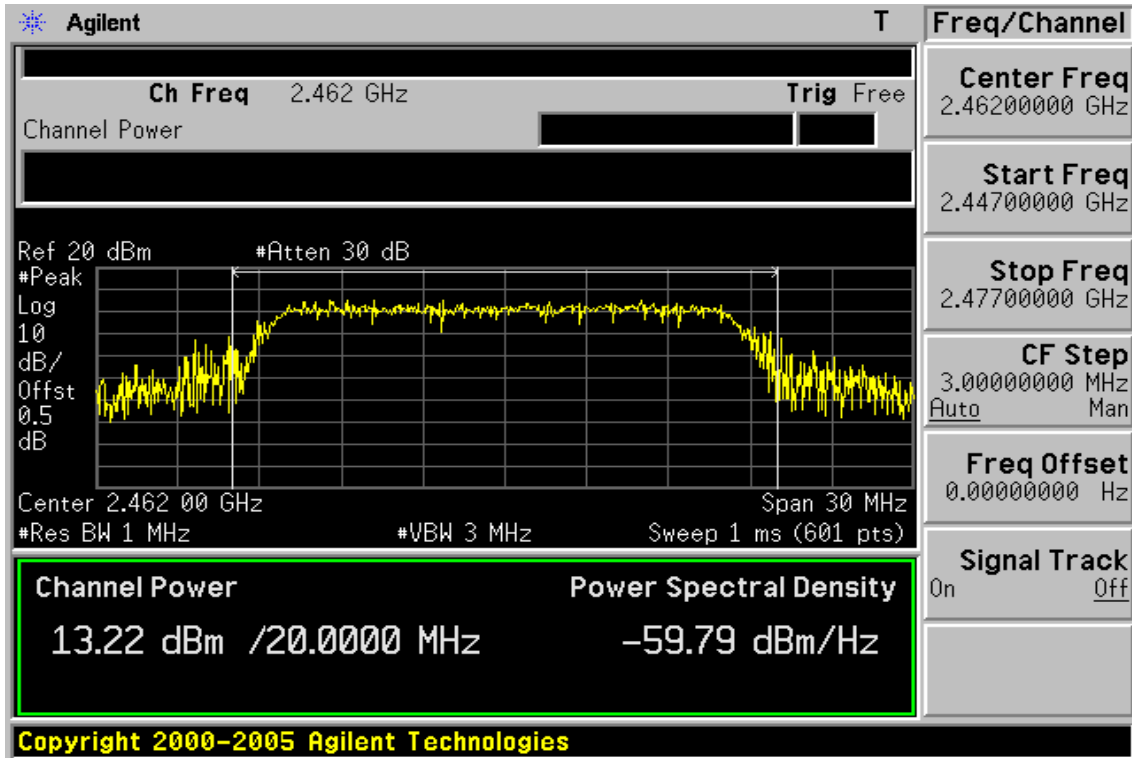 Agilent T
Freq/Channel
Ch Freq 2.462 GHz Trig Free
Channel Power
Ref 20 dBm #Atten 30 dB
#Peak
Log
10
dB/
Offst
0.5
dB
Center 2.462 00 GHz Span 30 MHz
#Res BW 1 MHz #VBW 3 MHz Sweep 1 ms (601 pts)
Channel Power Power Spectral Density
13.22 dBm /20.0000 MHz -59.79 dBm/Hz
Center Freq
2.46200000 GHz
Start Freq
2.44700000 GHz
Stop Freq
2.47700000 GHz
CF Step
3.00000000 MHz
Auto Man
Freq Offset
0.00000000 Hz
Signal Track
On Off
Copyright 2000-2005 Agilent Technologies